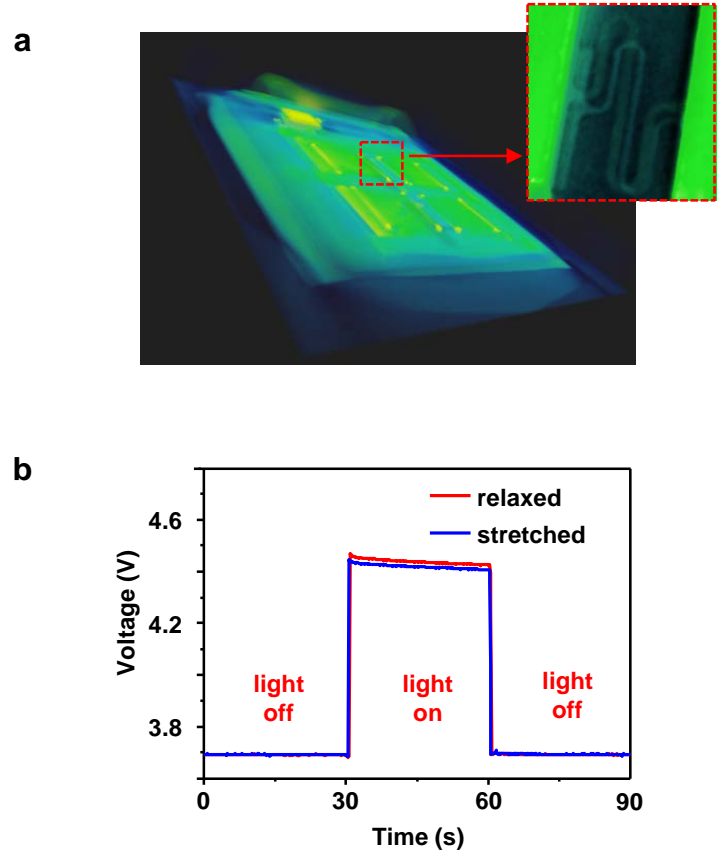 a
b
relaxed
stretched
4.6
4.2
3.8
Voltage (V)
light
off
light
on
light
off
0
30
60
90
Time (s)